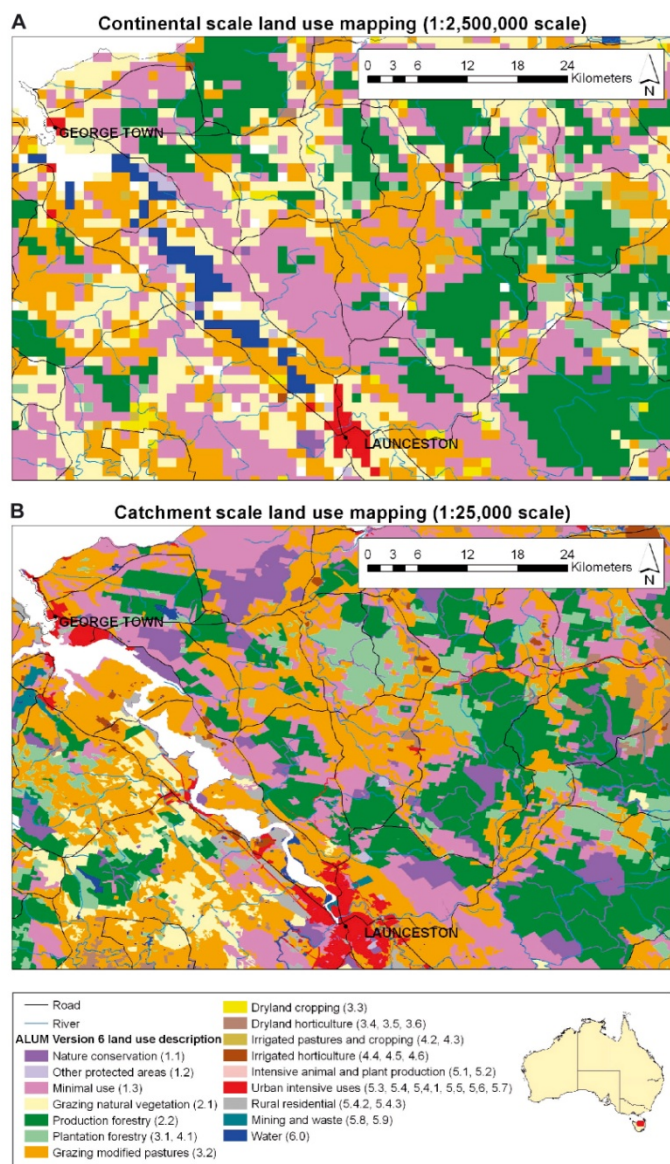 A
Continental scale land use mapping (1:2,500,000 scale)
0 3 6 12 18 24
Kilometers
N
GEORGE TOWN
LAUNCESTON
B
Catchment scale land use mapping (1:25,000 scale)
0 3 6 12 18 24
Kilometers
N
GEORGE TOWN
LAUNCESTON
Road
River
ALUM Version 6 land use description
Nature conservation (1.1)
Other protected areas (1.2)
Minimal use (1.3)
Grazing natural vegetation (2.1)
Production forestry (2.2)
Plantation forestry (3.1, 4.1)
Grazing modified pastures (3.2)
Dryland cropping (3.3)
Dryland horticulture (3.4, 3.5, 3.6)
Irrigated pastures and cropping (4.2, 4.3)
Irrigated horticulture (4.4, 4.5, 4.6)
Intensive animal and plant production (5.1, 5.2)
Urban intensive uses (5.3, 5.4, 5.4,1, 5.5, 5.6, 5.7)
Rural residential (5.4.2, 5.4.3)
Mining and waste (5.8, 5.9)
Water (6.0)